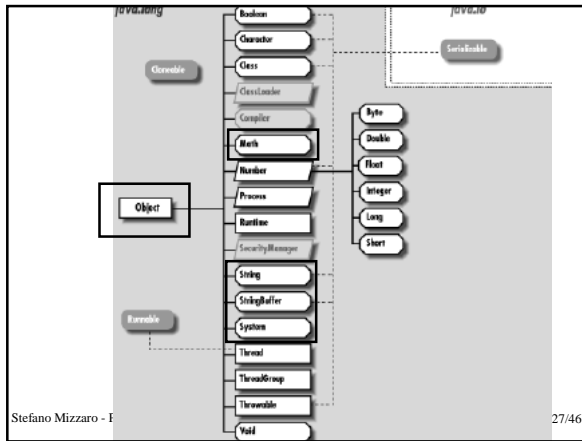 java.lang
java.io
Boolean
Character
Class
Cloneable
Serializable
ClassLoader
Compiler
Math
Number
Process
Object
Runtime
SecurityManager
String
StringBuffer
System
Runnable
Thread
ThreadGroup
Throwable
Void
Byte
Double
Float
Integer
Long
Short
Stefano Mizzaro -
27/46